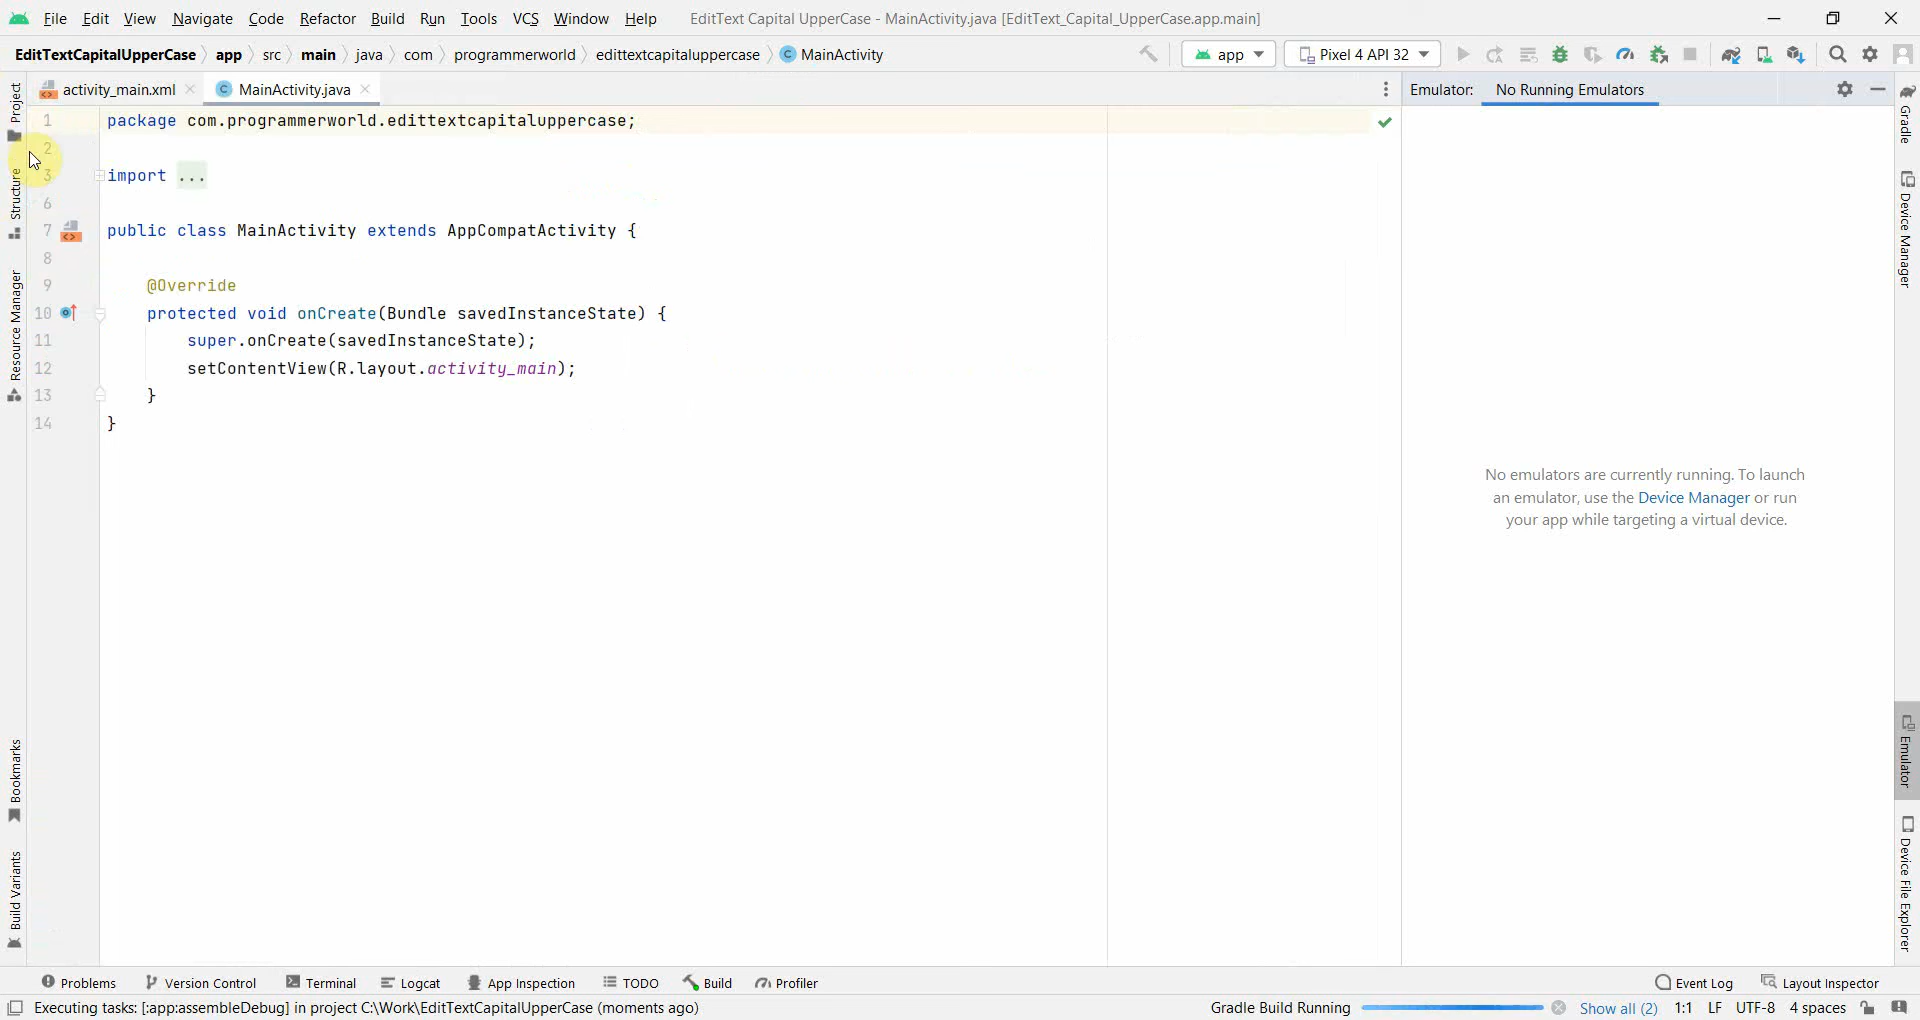 File Edit View Navigate Code Refactor Build Run Tools VCS Window Help EditText Capital UpperCase - MainActivity.java [EditText_Capital_UpperCase.app.main]
EditTextCapitalUpperCase app src main java com programmerworld edittextcapitaluppercase MainActivity app Pixel 4 API 32
activity_main.xml MainActivity.java Emulator: No Running Emulators
1 package com.programmerworld.edittextcapitaluppercase;
2
3 import ...
6
7 public class MainActivity extends AppCompatActivity {
8
9 @Override
10 protected void onCreate(Bundle savedInstanceState) {
11 super.onCreate(savedInstanceState);
12 setContentView(R.layout.activity_main);
13 }
14 }
Project
Structure
Resource Manager
Bookmarks
Build Variants
No emulators are currently running. To launch
an emulator, use the Device Manager or run
your app while targeting a virtual device.
Gradle
Device Manager
Emulator
Device File Explorer
Problems Version Control Terminal Logcat App Inspection TODO Build Profiler Event Log Layout Inspector
Executing tasks: [:app:assembleDebug] in project C:\Work\EditTextCapitalUpperCase (moments ago) Gradle Build Running Show all (2) 1:1 LF UTF-8 4 spaces